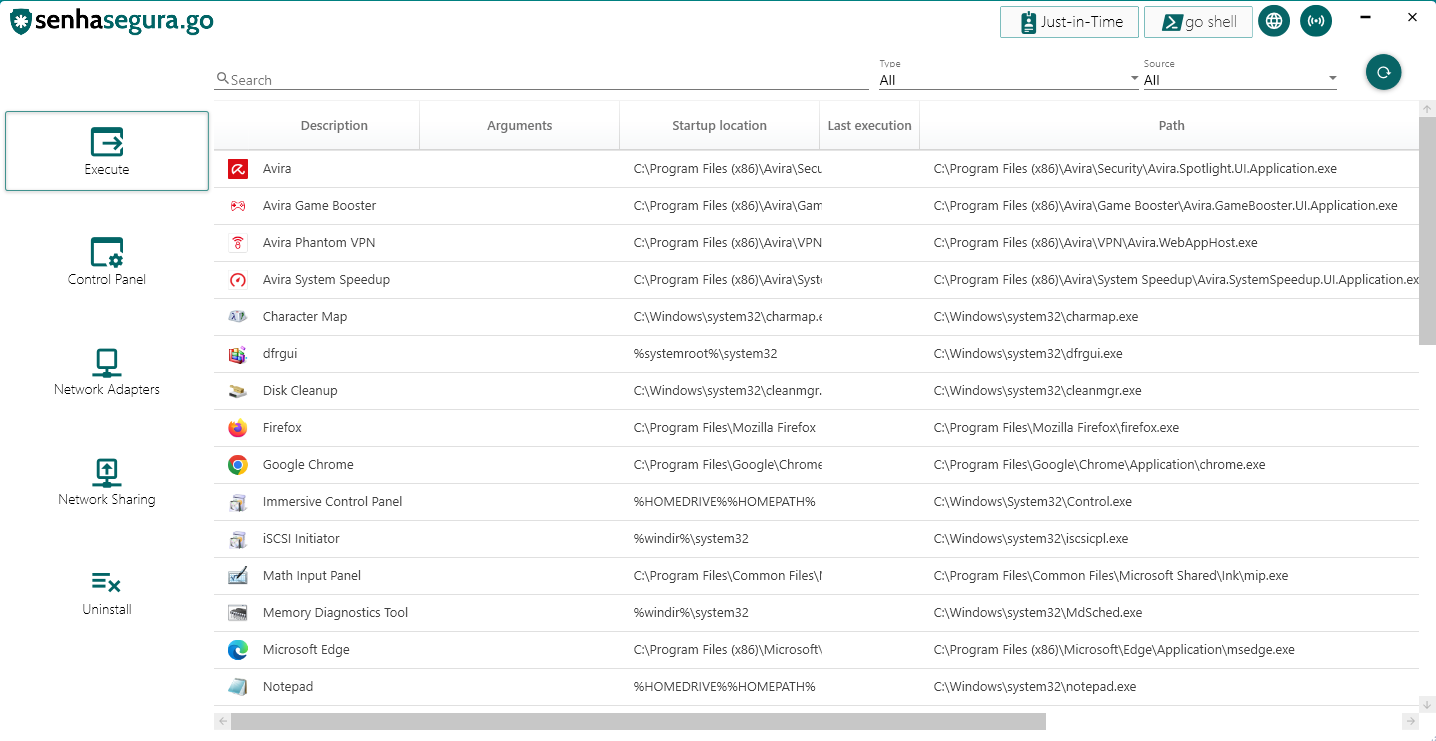 senhasegura.go
Just-in-Time
go shell
Search
Type
All
Source
All
Description Arguments Startup location Last execution Path
Execute
Control Panel
Network Adapters
Network Sharing
Uninstall
Avira C:\Program Files (x86)\Avira\Secu C:\Program Files (x86)\Avira\Security\Avira.Spotlight.UI.Application.exe
Avira Game Booster C:\Program Files (x86)\Avira\Gam C:\Program Files (x86)\Avira\Game Booster\Avira.GameBooster.UI.Application.exe
Avira Phantom VPN C:\Program Files (x86)\Avira\VPN C:\Program Files (x86)\Avira\VPN\Avira.WebAppHost.exe
Avira System Speedup C:\Program Files (x86)\Avira\Syst C:\Program Files (x86)\Avira\System Speedup\Avira.SystemSpeedup.UI.Application.ex
Character Map C:\Windows\system32\charmap.e C:\Windows\system32\charmap.exe
dfrgui %systemroot%\system32 C:\Windows\system32\dfrgui.exe
Disk Cleanup C:\Windows\system32\cleanmgr. C:\Windows\system32\cleanmgr.exe
Firefox C:\Program Files\Mozilla Firefox C:\Program Files\Mozilla Firefox\firefox.exe
Google Chrome C:\Program Files\Google\Chrome C:\Program Files\Google\Chrome\Application\chrome.exe
Immersive Control Panel %HOMEDRIVE%%HOMEPATH% C:\Windows\System32\Control.exe
iSCSI Initiator %windir%\system32 C:\Windows\system32\iscsicpl.exe
Math Input Panel C:\Program Files\Common Files\M C:\Program Files\Common Files\Microsoft Shared\Ink\mip.exe
Memory Diagnostics Tool %windir%\system32 C:\Windows\system32\MdSched.exe
Microsoft Edge C:\Program Files (x86)\Microsoft\ C:\Program Files (x86)\Microsoft\Edge\Application\msedge.exe
Notepad %HOMEDRIVE%%HOMEPATH% C:\Windows\system32\notepad.exe